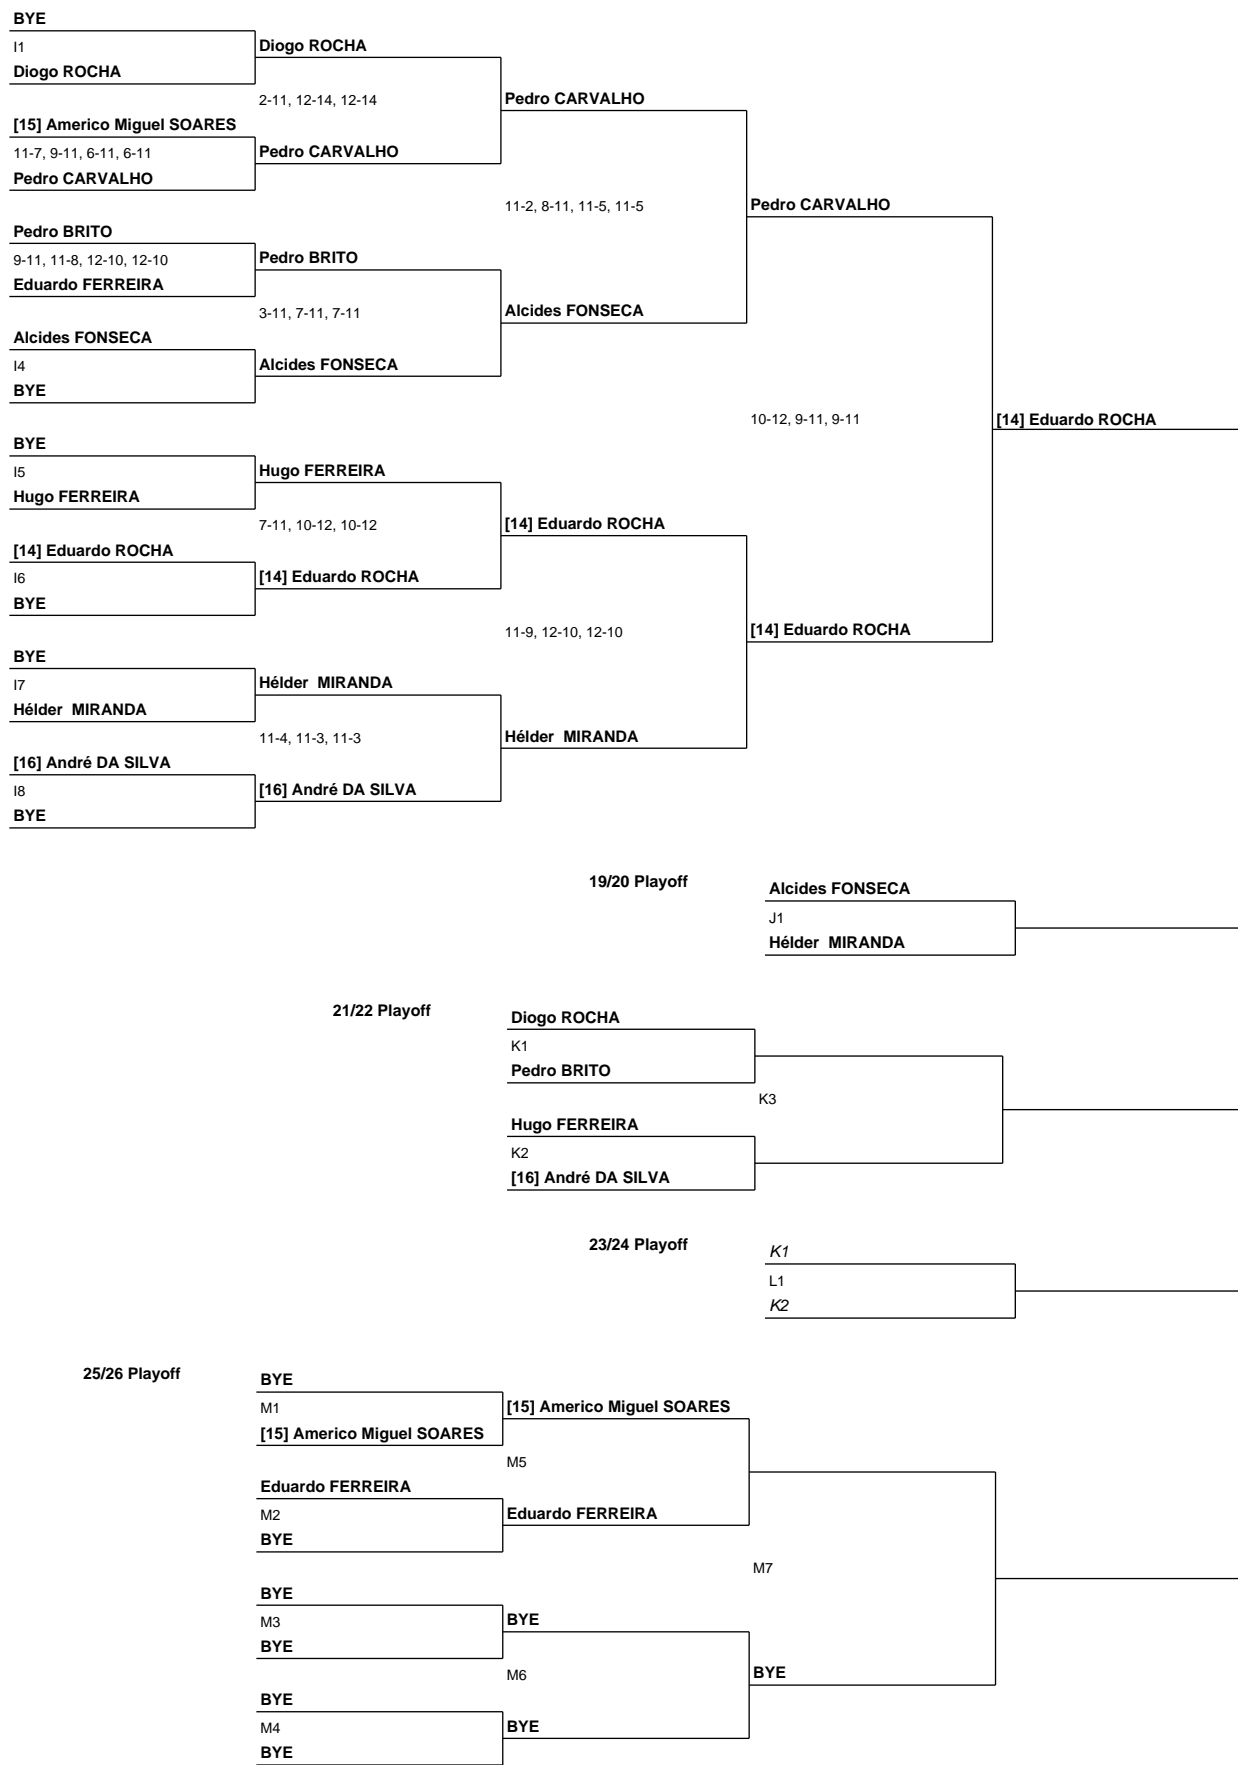 BYE
I1
Diogo ROCHA
Diogo ROCHA
2-11, 12-14, 12-14
Pedro CARVALHO
[15] Americo Miguel SOARES
11-7, 9-11, 6-11, 6-11
Pedro CARVALHO
Pedro CARVALHO
11-2, 8-11, 11-5, 11-5
Pedro CARVALHO
Pedro BRITO
9-11, 11-8, 12-10, 12-10
Pedro BRITO
Eduardo FERREIRA
3-11, 7-11, 7-11
Alcides FONSECA
Alcides FONSECA
I4
Alcides FONSECA
BYE
10-12, 9-11, 9-11
[14] Eduardo ROCHA
BYE
I5
Hugo FERREIRA
Hugo FERREIRA
7-11, 10-12, 10-12
[14] Eduardo ROCHA
[14] Eduardo ROCHA
I6
[14] Eduardo ROCHA
BYE
11-9, 12-10, 12-10
[14] Eduardo ROCHA
BYE
I7
Hélder  MIRANDA
Hélder  MIRANDA
11-4, 11-3, 11-3
Hélder  MIRANDA
[16] André DA SILVA
I8
[16] André DA SILVA
BYE
19/20 Playoff
Alcides FONSECA
J1
Hélder  MIRANDA
21/22 Playoff
Diogo ROCHA
K1
Pedro BRITO
K3
Hugo FERREIRA
K2
[16] André DA SILVA
23/24 Playoff
K1
L1
K2
25/26 Playoff
BYE
M1
[15] Americo Miguel SOARES
[15] Americo Miguel SOARES
M5
Eduardo FERREIRA
M2
Eduardo FERREIRA
BYE
M7
BYE
M3
BYE
BYE
M6
BYE
BYE
M4
BYE
BYE